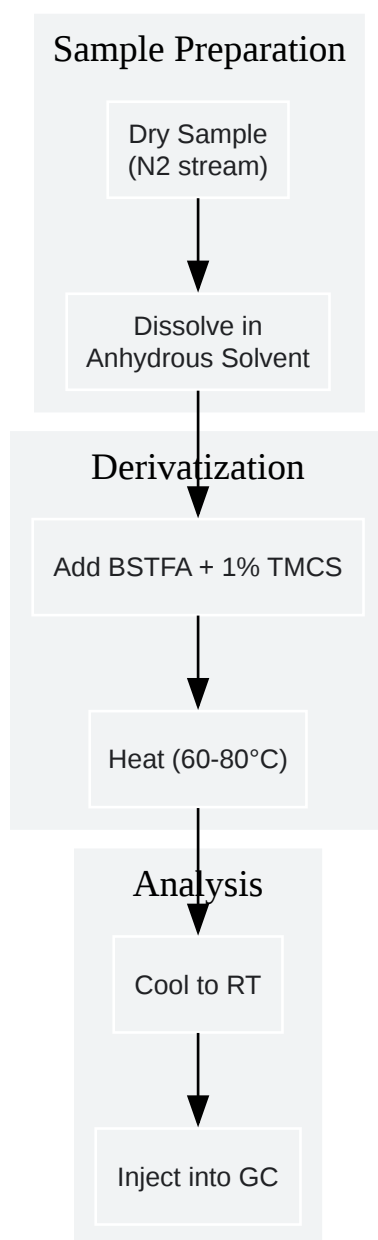 Sample Preparation
Dry Sample
(N2 stream)
Dissolve in
Anhydrous Solvent
Derivatization
Add BSTFA + 1% TMCS
Heat (60-80°C)
Analysis
Cool to RT
Inject into GC